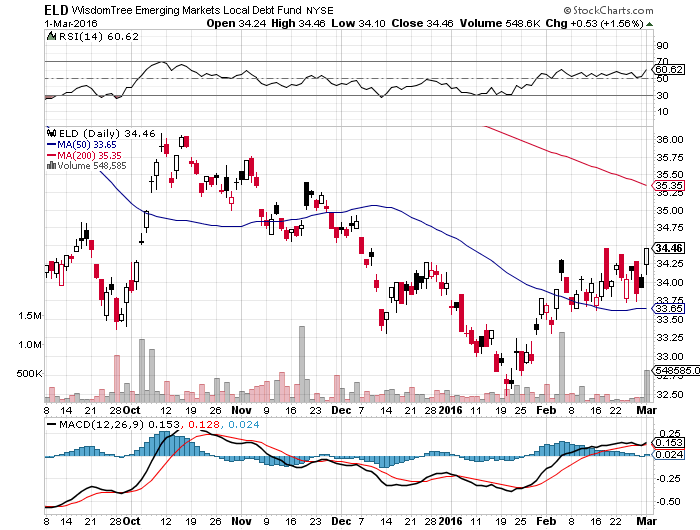 ELD WisdomTree Emerging Markets Local Debt Fund NYSE © StockCharts.com
1-Mar-2016 Open 34.24 High 34.46 Low 34.10 Close 34.46 Volume 548.6K Chg +0.53 (+1.56%)
RSI(14) 60.62
90
70
60.62
50
30
10
ELD (Daily) 34.46
MA(50) 33.65
MA(200) 35.35
Volume 548,585
36.00
35.75
35.50
35.35
35.00
34.75
34.46
34.25
34.00
33.75
33.65
33.50
33.25
33.00
32.75
548585.0
32.50
1.5M
1.0M
500K
8 14 21 28 Oct 12 19 26 Nov 9 16 23 Dec 7 14 21 28 2016 11 19 25 Feb 8 16 22 Mar
MACD(12,26,9) 0.153, 0.128, 0.024
0.25
0.153
0.024
-0.25
-0.50
8 14 21 28 Oct 12 19 26 Nov 9 16 23 Dec 7 14 21 28 2016 11 19 25 Feb 8 16 22 Mar